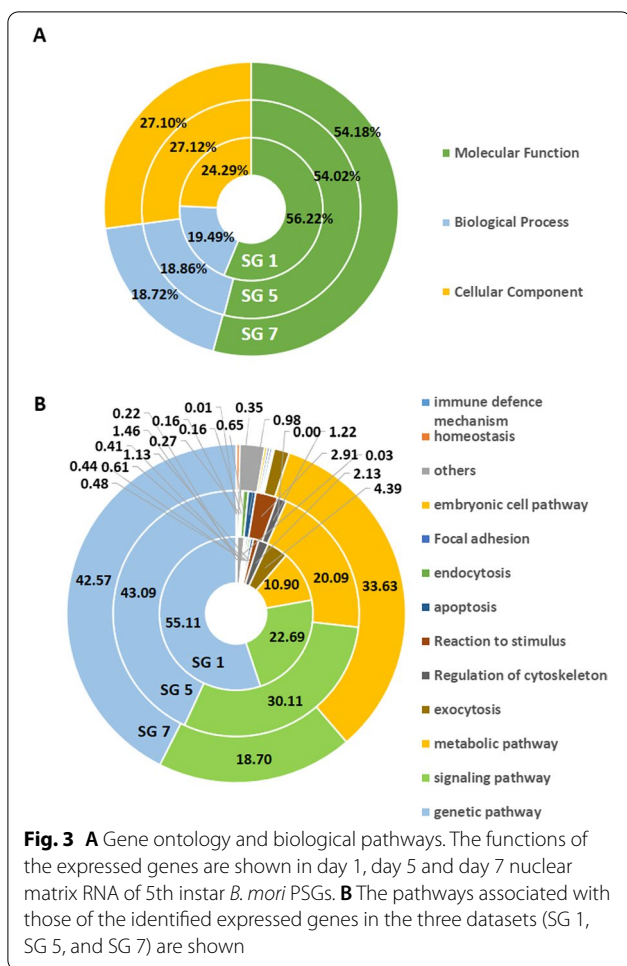 A
27.10%
54.18%
27.12%
54.02%
24.29%
56.22%
19.49%
18.86%
18.72%
SG 1
SG 5
SG 7
Molecular Function
Biological Process
Cellular Component
B
0.22
0.16
0.01
0.35
0.98
0.00
1.22
1.46
0.16
0.65
2.91
0.03
0.41
0.27
2.13
1.13
4.39
0.44
0.61
0.48
42.57
43.09
55.11
10.90
20.09
33.63
22.69
SG 1
30.11
SG 5
SG 7
18.70
immune defence
mechanism
homeostasis
others
embryonic cell pathway
Focal adhesion
endocytosis
apoptosis
Reaction to stimulus
Regulation of cytoskeleton
exocytosis
metabolic pathway
signaling pathway
genetic pathway
Fig. 3 A Gene ontology and biological pathways. The functions of
the expressed genes are shown in day 1, day 5 and day 7 nuclear
matrix RNA of 5th instar B. mori PSGs. B The pathways associated with
those of the identified expressed genes in the three datasets (SG 1,
SG 5, and SG 7) are shown